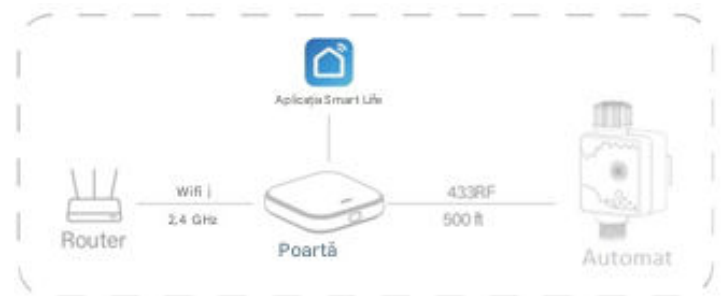 Aplicația Smart Life
Wifi
2.4 GHz
Router
Poartă
433RF
500 ft
Automat